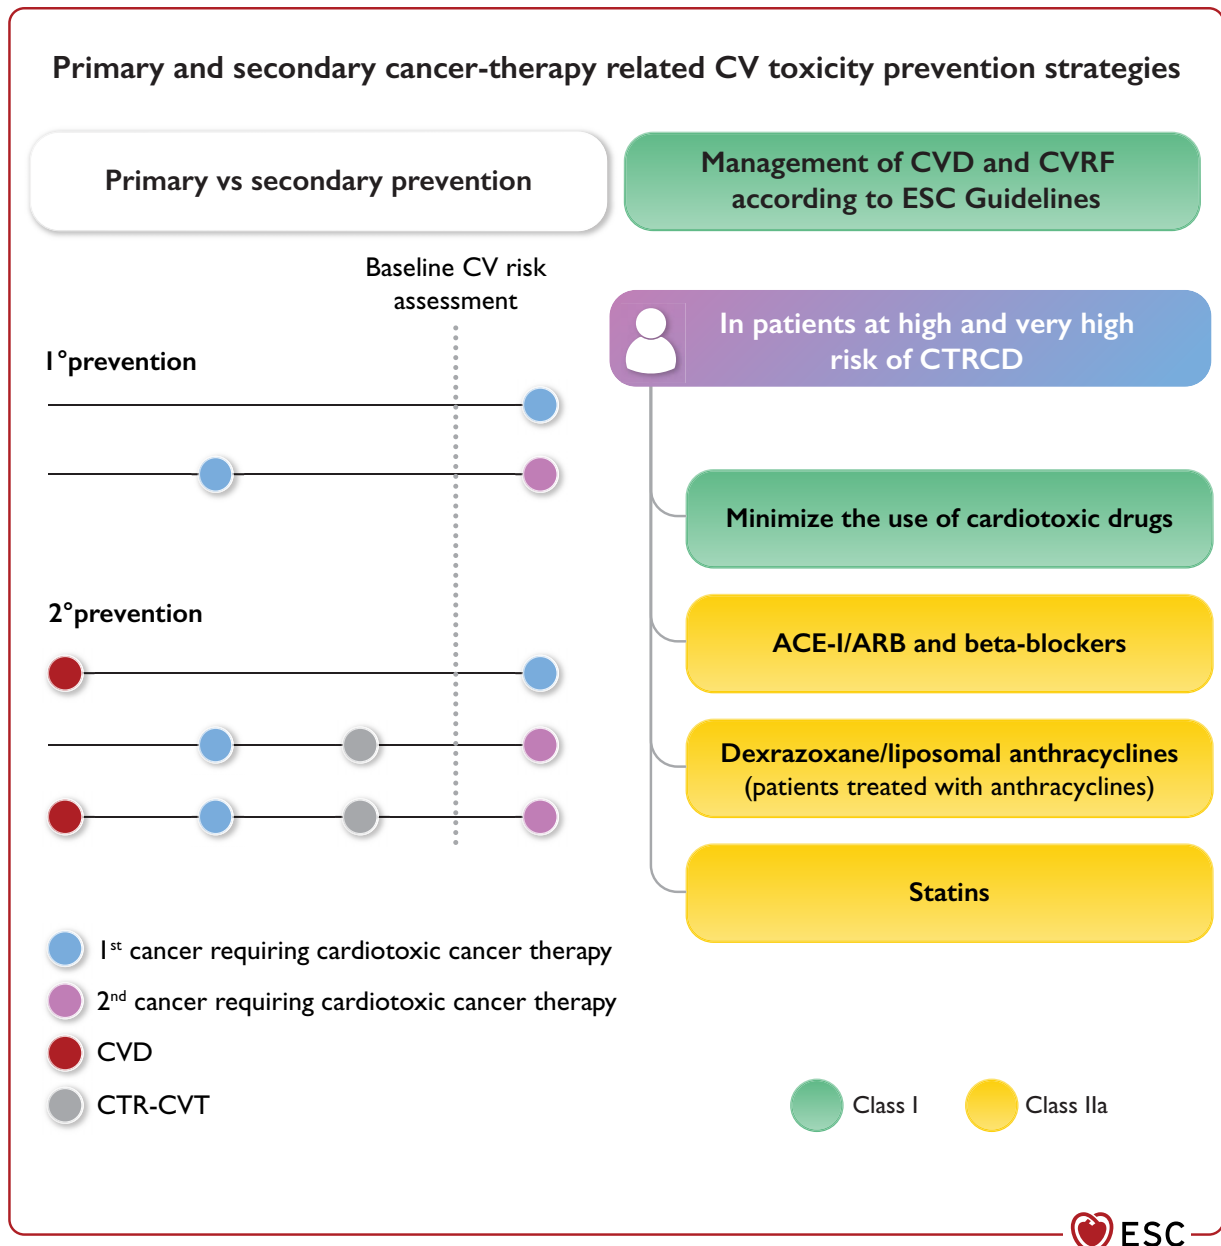 Primary and secondary cancer-therapy related CV toxicity prevention strategies
Primary vs secondary prevention
Baseline CV risk
assessment
1°prevention
2°prevention
1st cancer requiring cardiotoxic cancer therapy
2nd cancer requiring cardiotoxic cancer therapy
CVD
CTR-CVT
Management of CVD and CVRF
according to ESC Guidelines
In patients at high and very high
risk of CTRCD
Minimize the use of cardiotoxic drugs
ACE-I/ARB and beta-blockers
Dexrazoxane/liposomal anthracyclines
(patients treated with anthracyclines)
Statins
Class I
Class IIa
ESC